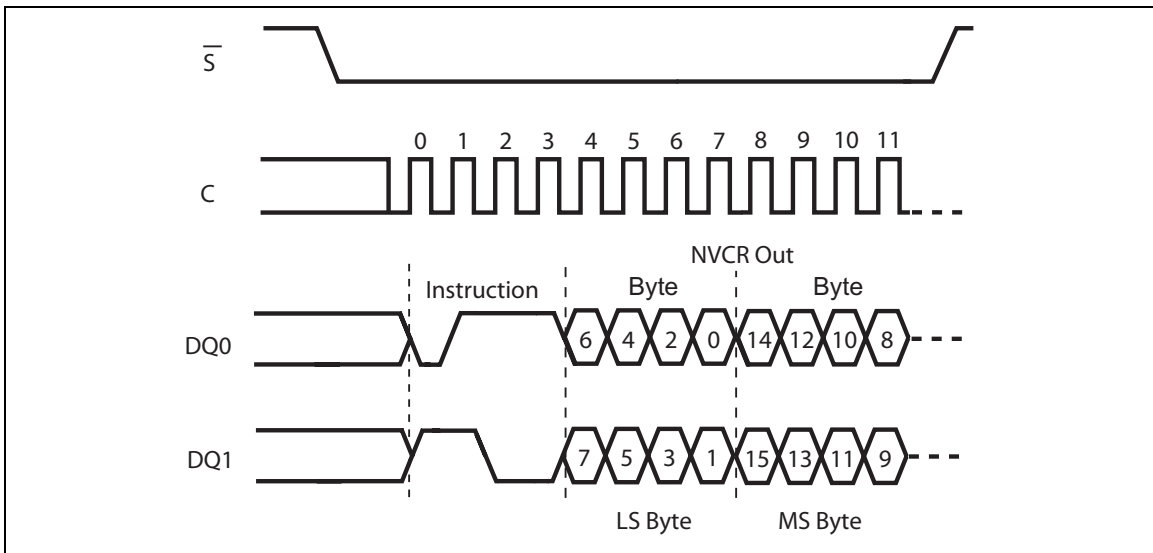 S
0 1 2 3 4 5 6 7 8 9 10 11
C
NVCR Out
Instruction Byte Byte
DQ0 6 4 2 0 14 12 10 8
DQ1 7 5 3 1 15 13 11 9
LS Byte MS Byte